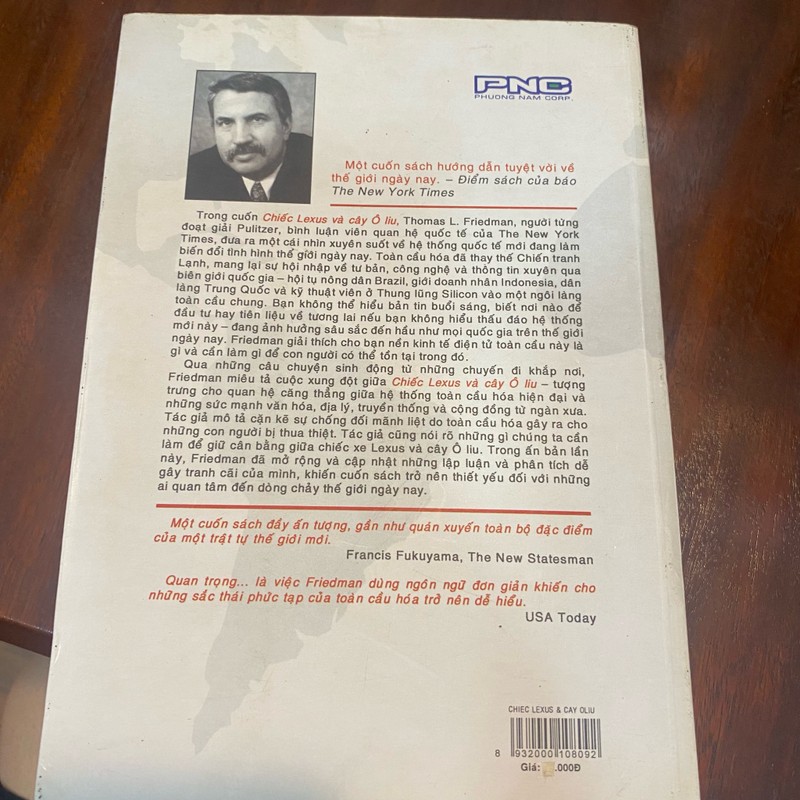 PNC
PHUONG NAM CORP.
Một cuốn sách hướng dẫn tuyệt vời về
thế giới ngày nay. – Điểm sách của báo
The New York Times
Trong cuốn Chiếc Lexus và cây Ô liu, Thomas L. Friedman, người từng
đoạt giải Pulitzer, bình luận viên quan hệ quốc tế của The New York
Times, đưa ra một cái nhìn xuyên suốt về hệ thống quốc tế mới đang làm
biến đổi tình hình thế giới ngày nay. Toàn cầu hóa đã thay thế Chiến tranh
Lạnh, mang lại sự hội nhập về tư bản, công nghệ và thông tin xuyên qua
biên giới quốc gia – hội tụ nông dân Brazil, giới doanh nhân Indonesia, dân
làng Trung Quốc và kỹ thuật viên ở Thung lũng Silicon vào một ngôi làng
toàn cầu chung. Bạn không thể hiểu bản tin buổi sáng, biết nơi nào để
đầu tư hay tiên liệu về tương lai nếu bạn không hiểu thấu đáo hệ thống
mới này – đang ảnh hưởng sâu sắc đến hầu như mọi quốc gia trên thế giới
ngày nay. Friedman giải thích cho bạn nền kinh tế điện tử toàn cầu này là
gì và cần làm gì để con người có thể tồn tại trong đó.
Qua những câu chuyện sinh động từ những chuyến đi khắp nơi,
Friedman miêu tả cuộc xung đột giữa Chiếc Lexus và cây Ô liu – tượng
trưng cho quan hệ căng thẳng giữa hệ thống toàn cầu hóa hiện đại và
những sức mạnh văn hóa, địa lý, truyền thống và cộng đồng từ ngàn xưa.
Tác giả mô tả cặn kẽ sự chống đối mãnh liệt do toàn cầu hóa gây ra cho
những con người bị thua thiệt. Tác giả cũng nói rõ những gì chúng ta cần
làm để giữ cân bằng giữa chiếc xe Lexus và cây Ô liu. Trong ấn bản lần
này, Friedman đã mở rộng và cập nhật những lập luận và phân tích dễ
gây tranh cãi của mình, khiến cuốn sách trở nên thiết yếu đối với những
ai quan tâm đến dòng chảy thế giới ngày nay.
Một cuốn sách đầy ấn tượng, gần như quán xuyến toàn bộ đặc điểm
của một trật tự thế giới mới.
Francis Fukuyama, The New Statesman
Quan trọng... là việc Friedman dùng ngôn ngữ đơn giản khiến cho
những sắc thái phức tạp của toàn cầu hóa trở nên dễ hiểu.
USA Today
CHIEC LEXUS & CAY OLIU
8 932000 108092
Giá: .000Đ